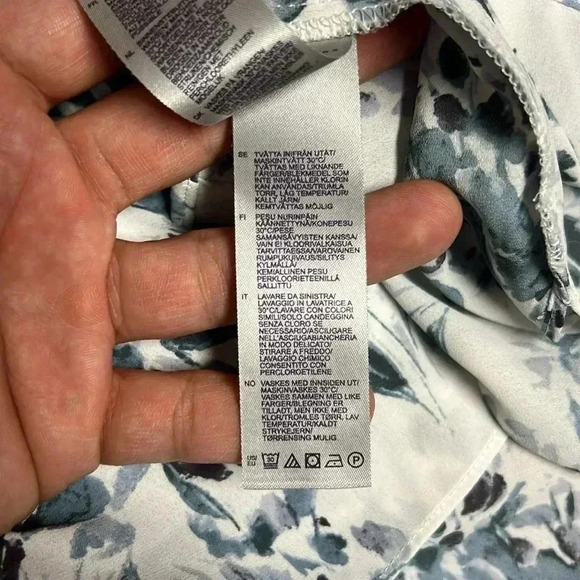 SE TVÄTTA INIFRÅN UTÅT/
MASKINTVÄTT 30°C/
TVÄTTAS MED LIKNANDE
FÄRGER/BLEKMEDEL SOM
INTE INNEHÅLLER KLORIN
KAN ANVÄNDAS/TRUMLA
TORR, LÄG TEMPERATUR/
KALLT JÄRN/
KEMTVÄTTAS MÖJLIG
FI PESU NURINPÄIN
KÄÄNNETTYNÄ/KONEPESU
30°C/PESE
SAMANSÄVYISTEN KANSSA/
VAIN EI KLOORIVALKAISUA
TARVITTAESSA/VAROVAINEN
RUMPUKUIVAUS/SILITYS
KYLMÄLLÄ/
KEMIALLINEN PESU
PERKLOORIETEENILLÄ
SALLITTU
IT LAVARE DA SINISTRA/
LAVAGGIO IN LAVATRICE A
30°C/LAVARE CON COLORI
SIMILI/SOLO CANDEGGINA
SENZA CLORO SE
NECESSARIO/ASCIUGARE
NELL'ASCIUGABIANCHERIA
IN MODO DELICATO/
STIRARE A FREDDO/
LAVAGGIO CHIMICO
CONSENTITO CON
PERCLOROETILENE
NO VASKES MED INNSIDEN UT/
MASKINVASKES 30°C/
VASKES SAMMEN MED LIKE
FARGER/BLEGNING ER
TILLADT, MEN IKKE MED
KLOR/TROMLES TØRR, LAV
TEMPERATUR/KALDT
STRYKEJERN/
TØRRENSING MULIG
US/
EU 30 P